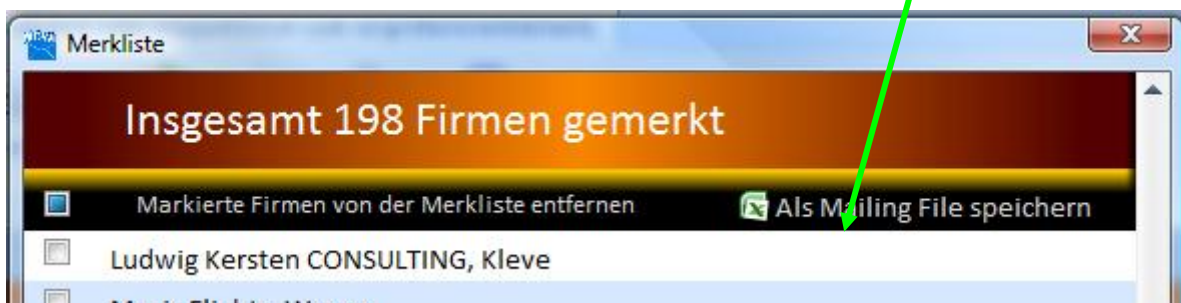 Merkliste
Insgesamt 198 Firmen gemerkt
Markierte Firmen von der Merkliste entfernen Als Mailing File speichern
Ludwig Kersten CONSULTING, Kleve